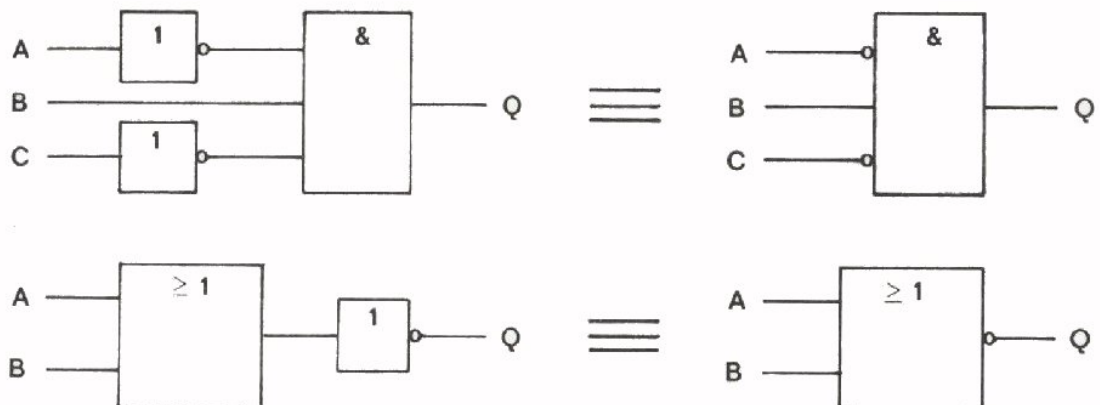 1 & &
A A
B Q B Q
1
C C
≥ 1 ≥ 1
A A
1
Q Q
B B